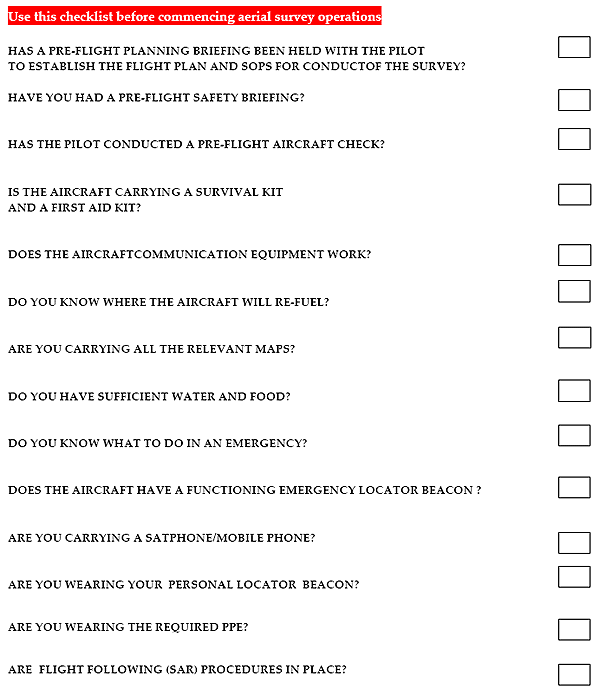 Use this checklist before commencing aerial survey operations
HAS A PRE-FLIGHT PLANNING BRIEFING BEEN HELD WITH THE PILOT
TO ESTABLISH THE FLIGHT PLAN AND SOPS FOR CONDUCTOF THE SURVEY?
HAVE YOU HAD A PRE-FLIGHT SAFETY BRIEFING?
HAS THE PILOT CONDUCTED A PRE-FLIGHT AIRCRAFT CHECK?
IS THE AIRCRAFT CARRYING A SURVIVAL KIT
AND A FIRST AID KIT?
DOES THE AIRCRAFTCOMMUNICATION EQUIPMENT WORK?
DO YOU KNOW WHERE THE AIRCRAFT WILL RE-FUEL?
ARE YOU CARRYING ALL THE RELEVANT MAPS?
DO YOU HAVE SUFFICIENT WATER AND FOOD?
DO YOU KNOW WHAT TO DO IN AN EMERGENCY?
DOES THE AIRCRAFT HAVE A FUNCTIONING EMERGENCY LOCATOR BEACON ?
ARE YOU CARRYING A SATPHONE/MOBILE PHONE?
ARE YOU WEARING YOUR PERSONAL LOCATOR BEACON?
ARE YOU WEARING THE REQUIRED PPE?
ARE FLIGHT FOLLOWING (SAR) PROCEDURES IN PLACE?